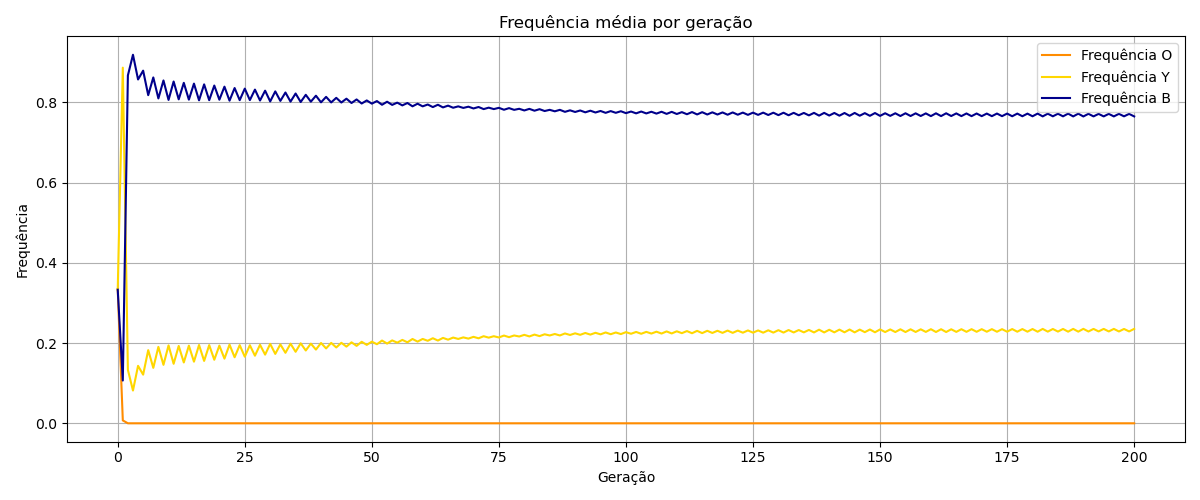 Frequência média por geração
Frequência O
Frequência Y
Frequência B
Frequência
0.8
0.6
0.4
0.2
0.0
0 25 50 75 100 125 150 175 200
Geração